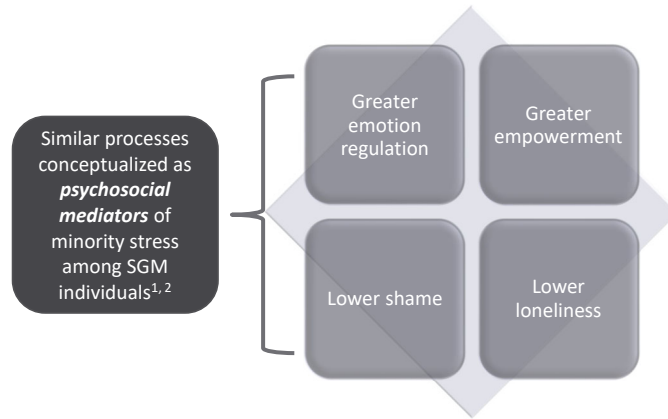 Similar processes
conceptualized as
psychosocial
mediators of
minority stress
among SGM
individuals1, 2
Greater
emotion
regulation
Greater
empowerment
Lower shame
Lower
loneliness